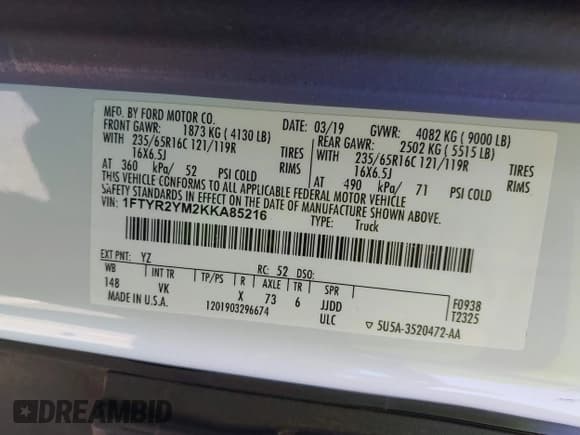 MFG. BY FORD MOTOR CO. DATE: 03/19 GVWR: 4082 KG ( 9000 LB)
FRONT GAWR: 1873 KG ( 4130 LB) REAR GAWR: 2502 KG ( 5515 LB)
WITH 235/65R16C 121/119R TIRES WITH 235/65R16C 121/119R TIRES
16X6.5J RIMS 16X6.5J RIMS
AT 360 kPa/ 52 PSI COLD AT 490 kPa/ 71 PSI COLD
THIS VEHICLE CONFORMS TO ALL APPLICABLE FEDERAL MOTOR VEHICLE
SAFETY STANDARDS IN EFFECT ON THE DATE OF MANUFACTURE SHOWN ABOVE.
VIN: 1FTYR2YM2KKA85216
TYPE: Truck
EXT PNT: YZ RC: 52 DSO:
WB INT TR TP/PS R AXLE TR SPR F0938
148 VK X 73 6 JJDD T2325
MADE IN U.S.A. 1201903296674 ULC ▽ 5U5A-3520472-AA
DREAMBID